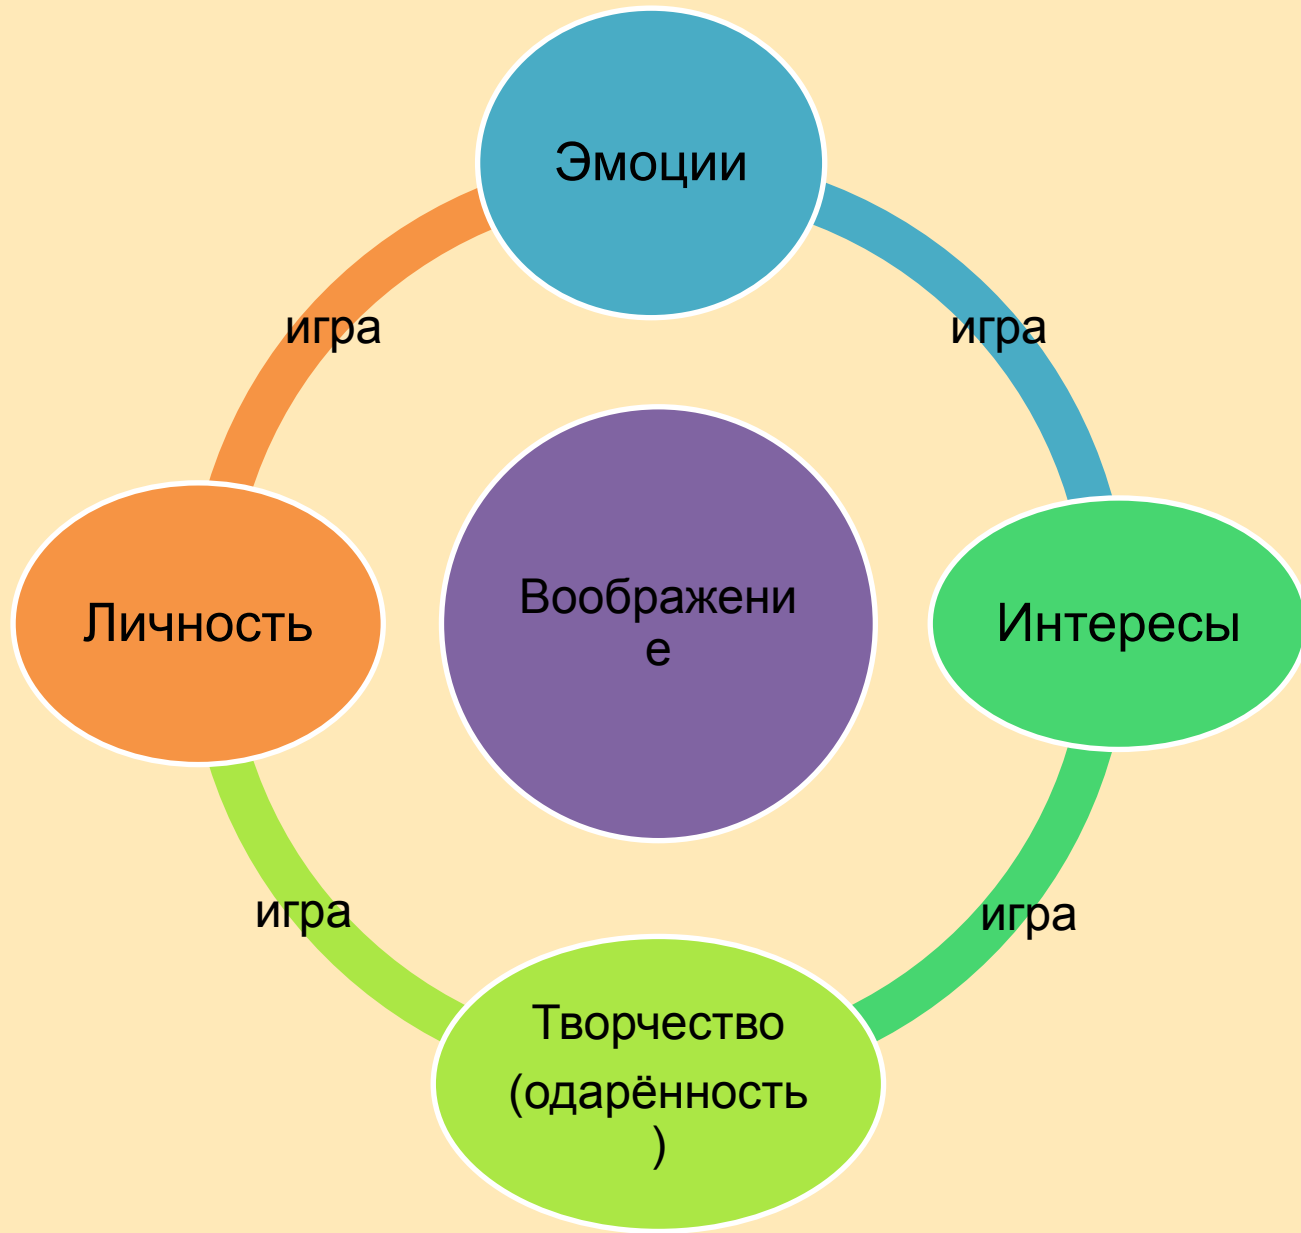 Эмоции
игра
игра
Личность
Воображени
е
Интересы
игра
игра
Творчество
(одарённость
)